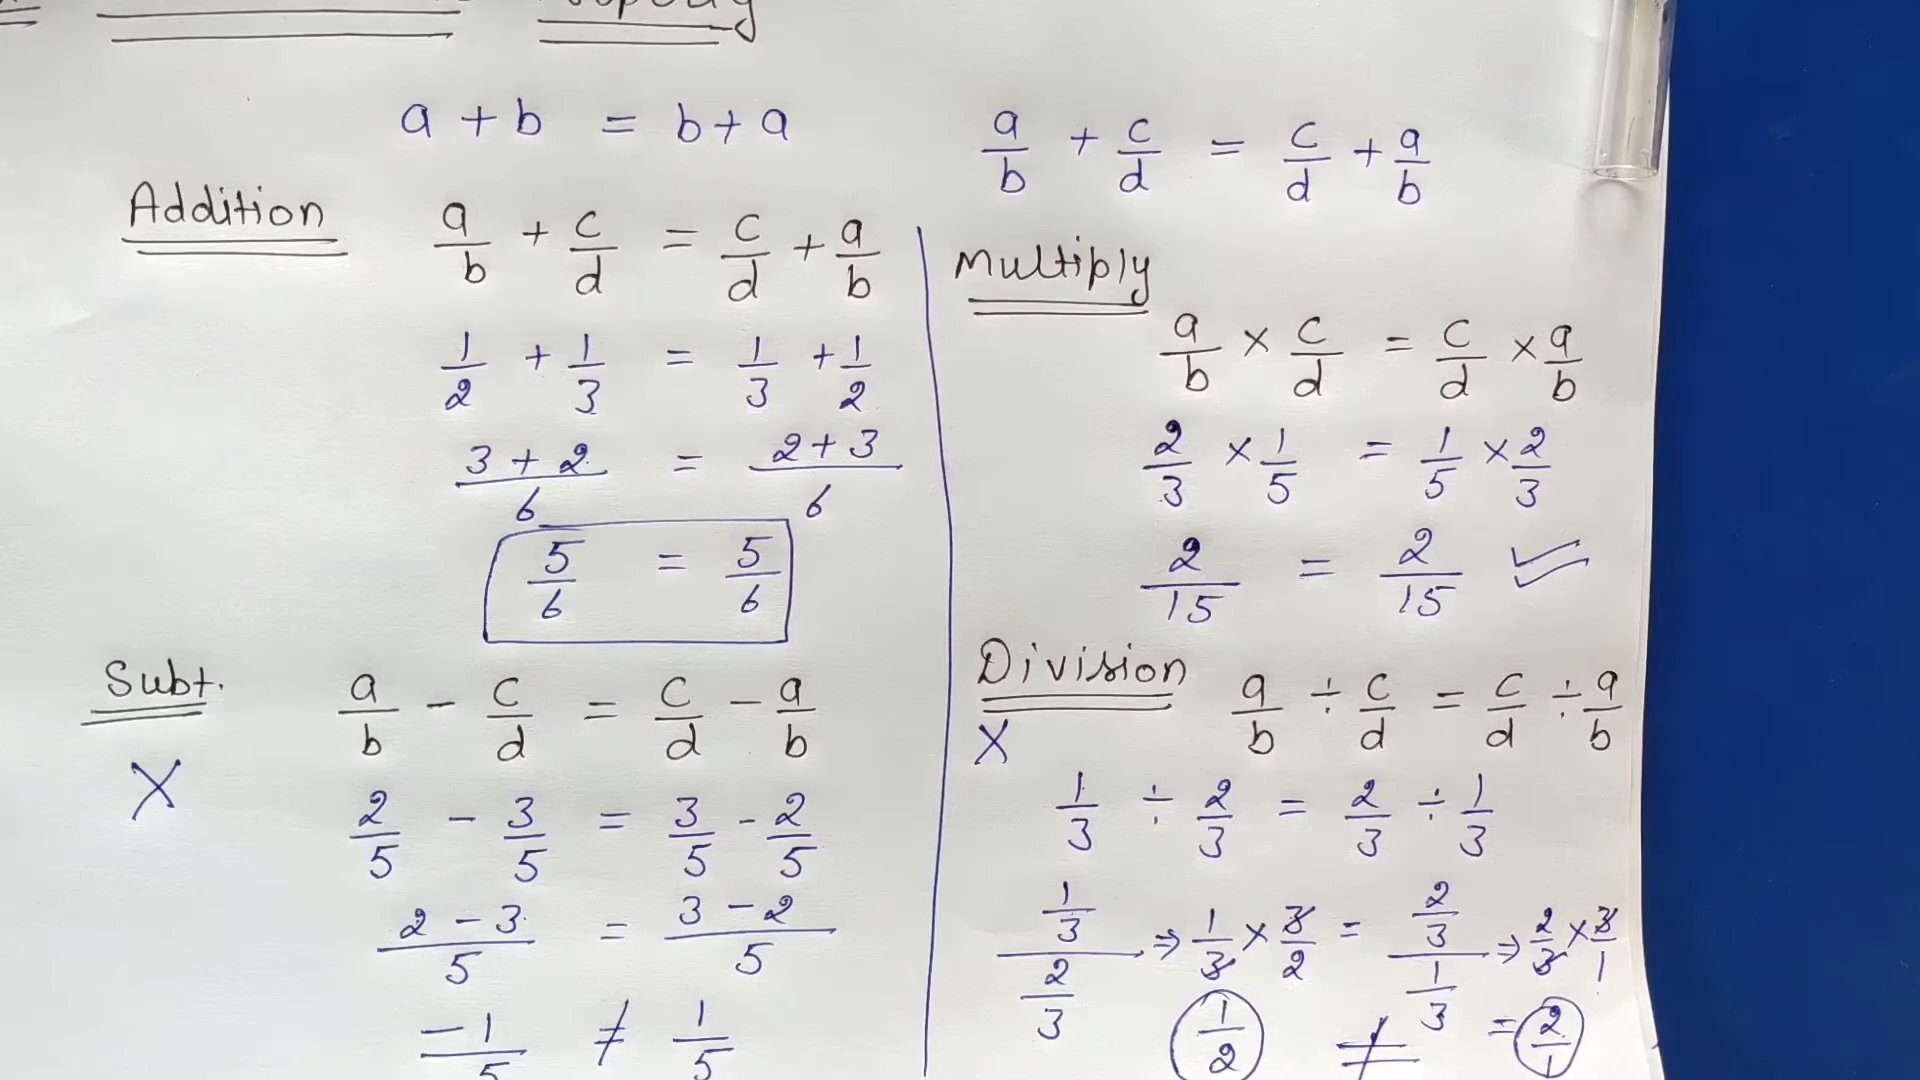 a + b = b + a
a/b + c/d = c/d + a/b
Addition
a/b + c/d = c/d + a/b
1/2 + 1/3 = 1/3 + 1/2
3 + 2/6 = 2 + 3/6
5/6 = 5/6
Subt.
X
a/b - c/d = c/d - a/b
2/5 - 3/5 = 3/5 - 2/5
2 - 3/5 = 3 - 2/5
-1/5 ≠ 1/5
Multiply
a/b × c/d = c/d × a/b
2/3 × 1/5 = 1/5 × 2/3
2/15 = 2/15 ✓
Division
X
a/b ÷ c/d = c/d ÷ a/b
1/3 ÷ 2/3 = 2/3 ÷ 1/3
1/3 / 2/3 ⇒ 1/3 × 3/2 = 2/3 / 1/3 ⇒ 2/3 × 3/1
1/2 ≠ = 2/1